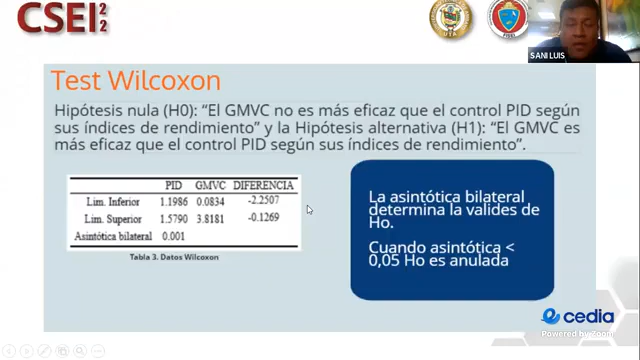 CSEI 22
UTA
FISEI
SANI LUIS
Test Wilcoxon
Hipótesis nula (H0): “El GMVC no es más eficaz que el control PID según
sus índices de rendimiento” y la Hipótesis alternativa (H1): “El GMVC es
más eficaz que el control PID según sus índices de rendimiento”.
PID GMVC DIFERENCIA
Lim. Inferior 1.1986 0.0834 -2.2507
Lim. Superior 1.5790 3.8181 -0.1269
Asintótica bilateral 0.001
Tabla 3. Datos Wilcoxon
La asintótica bilateral
determina la valides de
Ho.
Cuando asintótica <
0,05 Ho es anulada
cedia
Powered by Zoom